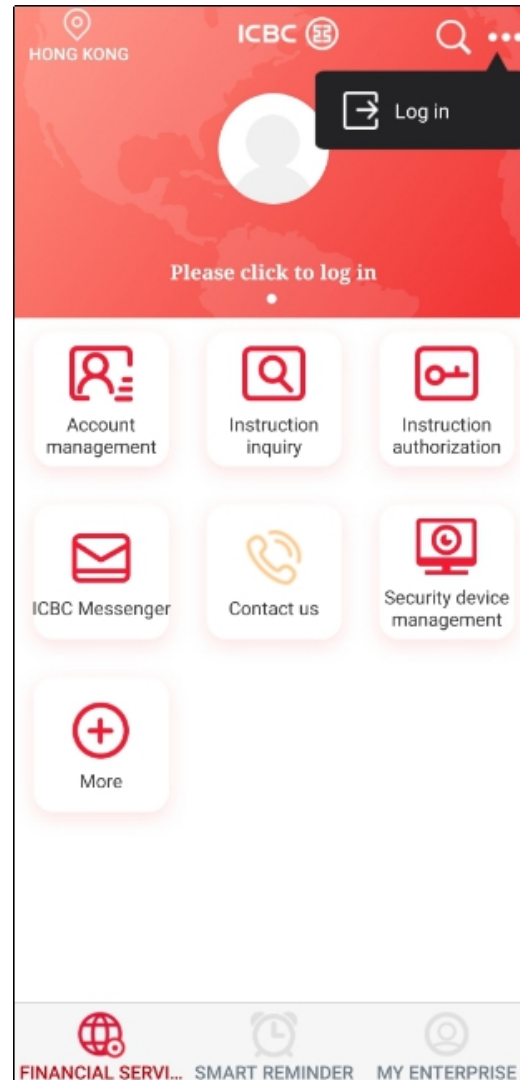 HONG KONG
ICBC
Log in
Please click to log in
Account
management
Instruction
inquiry
Instruction
authorization
ICBC Messenger
Contact us
Security device
management
More
FINANCIAL SERVI...
SMART REMINDER
MY ENTERPRISE